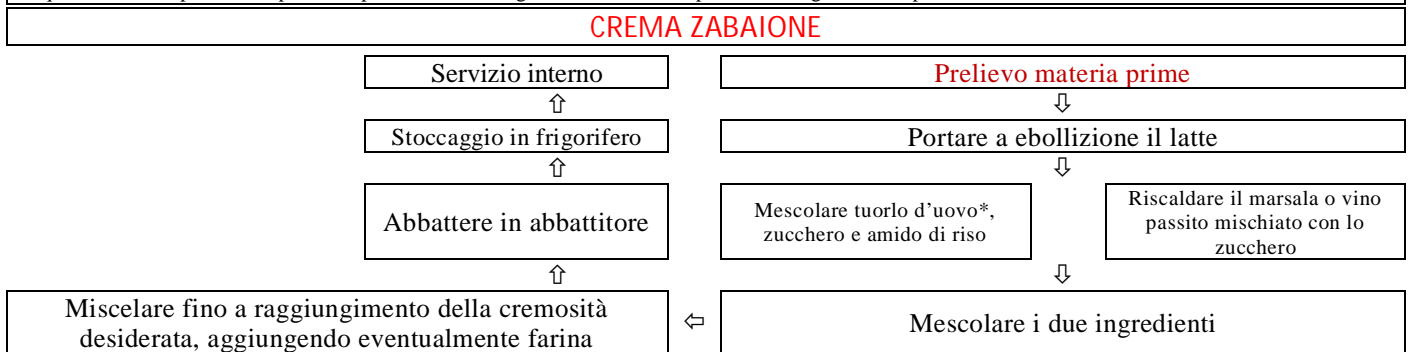 CREMA ZABAIONE
Servizio interno
Prelievo materia prime
⇧
⇩
Stoccaggio in frigorifero
Portare a ebollizione il latte
⇧
⇩
Abbattere in abbattitore
Mescolare tuorlo d’uovo*,
zucchero e amido di riso
Riscaldare il marsala o vino
passito mischiato con lo
zucchero
⇧
⇩
Miscelare fino a raggiungimento della cremosità
desiderata, aggiungendo eventualmente farina
⇦
Mescolare i due ingredienti